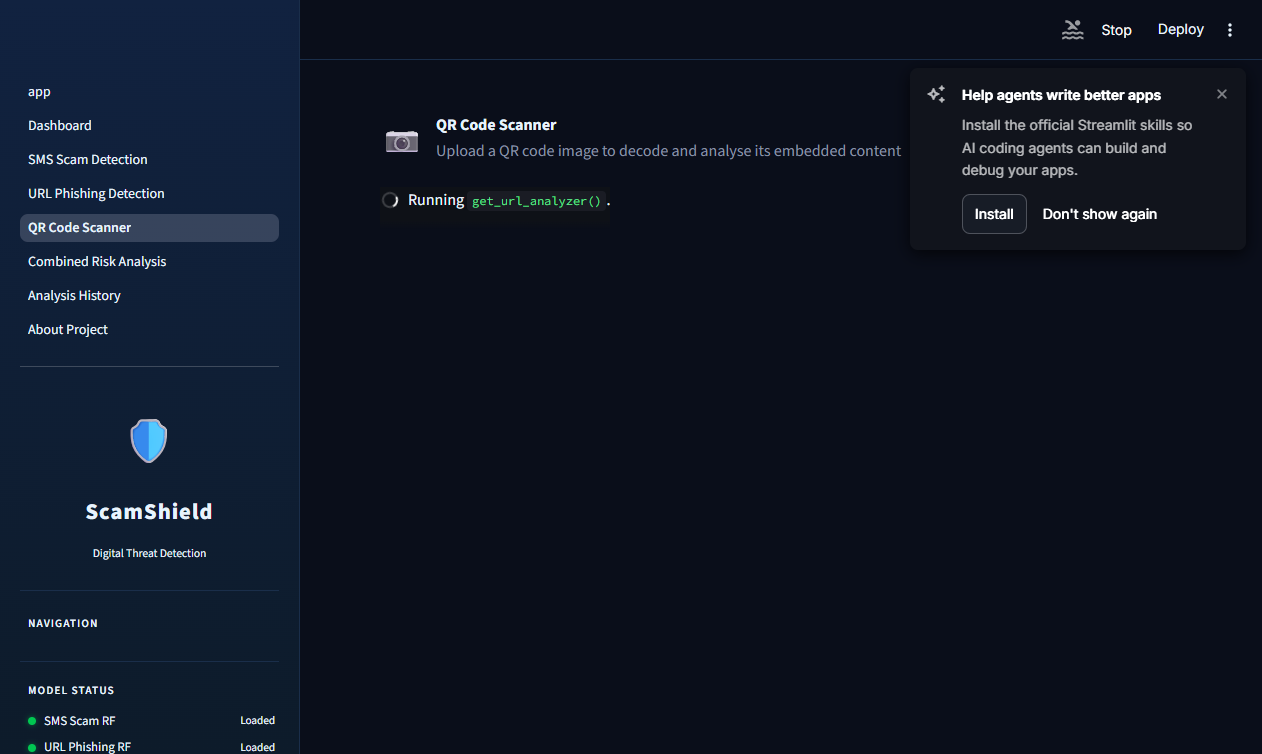 Stop
Deploy
app
Dashboard
SMS Scam Detection
URL Phishing Detection
QR Code Scanner
Combined Risk Analysis
Analysis History
About Project
ScamShield
Digital Threat Detection
NAVIGATION
MODEL STATUS
SMS Scam RF Loaded
URL Phishing RF Loaded
QR Code Scanner
Upload a QR code image to decode and analyse its embedded content
Running get_url_analyzer() .
Help agents write better apps
Install the official Streamlit skills so
AI coding agents can build and
debug your apps.
Install
Don't show again